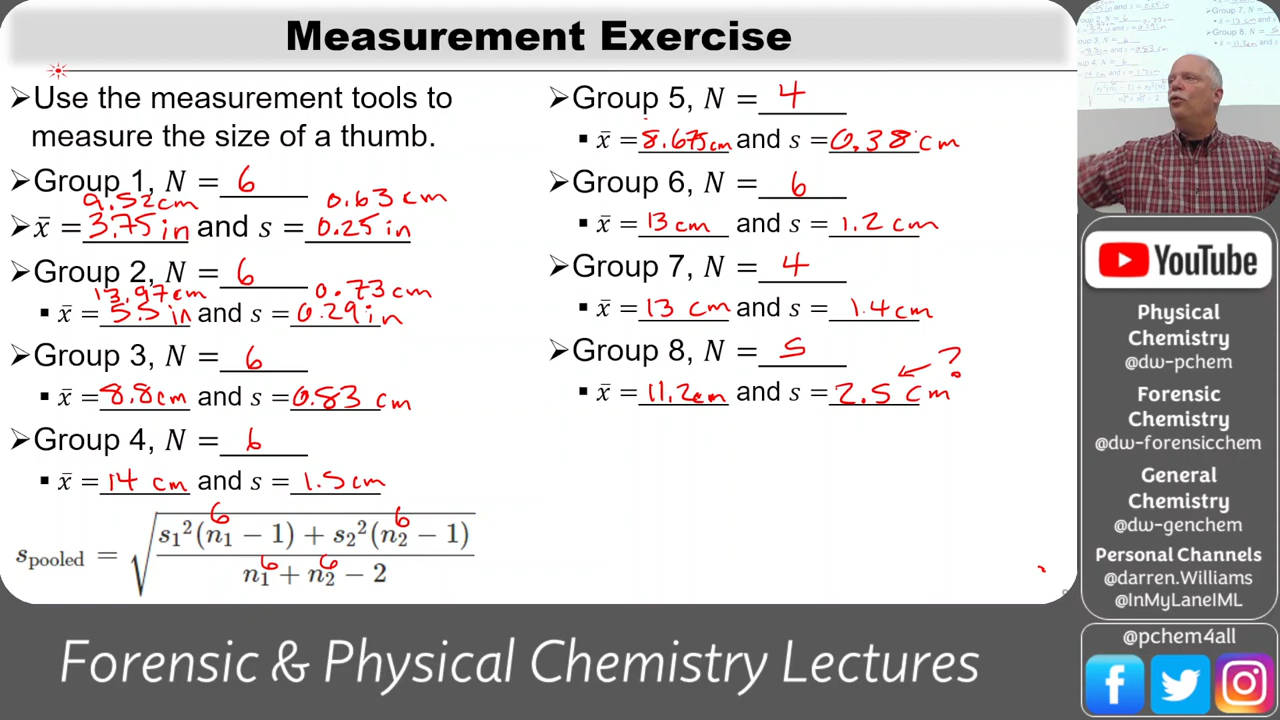 Measurement Exercise
➢Use the measurement tools to
measure the size of a thumb.
➢Group 1, N = 6
9.52cm 0.63 cm
➢x̄ = 3.75 in and s = 0.25 in
➢Group 2, N = 6
13.97cm 0.73 cm
▪ x̄ = 5.5 in and s = 0.29 in
➢Group 3, N = 6
▪ x̄ = 8.8cm and s = 0.83 cm
➢Group 4, N = 6
▪ x̄ = 14 cm and s = 1.5cm
6 6
s₁²(n₁ − 1) + s₂²(n₂ − 1)
spooled = √
6 6
n₁ + n₂ − 2
➢Group 5, N = 4
▪ x̄ = 8.675cm and s = 0.38 cm
➢Group 6, N = 6
▪ x̄ = 13 cm and s = 1.2 cm
➢Group 7, N = 4
▪ x̄ = 13 cm and s = 1.4cm
➢Group 8, N = 5
?
▪ x̄ = 11.2cm and s = 2.5 cm
YouTube
Physical
Chemistry
@dw-pchem
Forensic
Chemistry
@dw-forensicchem
General
Chemistry
@dw-genchem
Personal Channels
@darren.Williams
@InMyLaneIML
@pchem4all
Forensic & Physical Chemistry Lectures